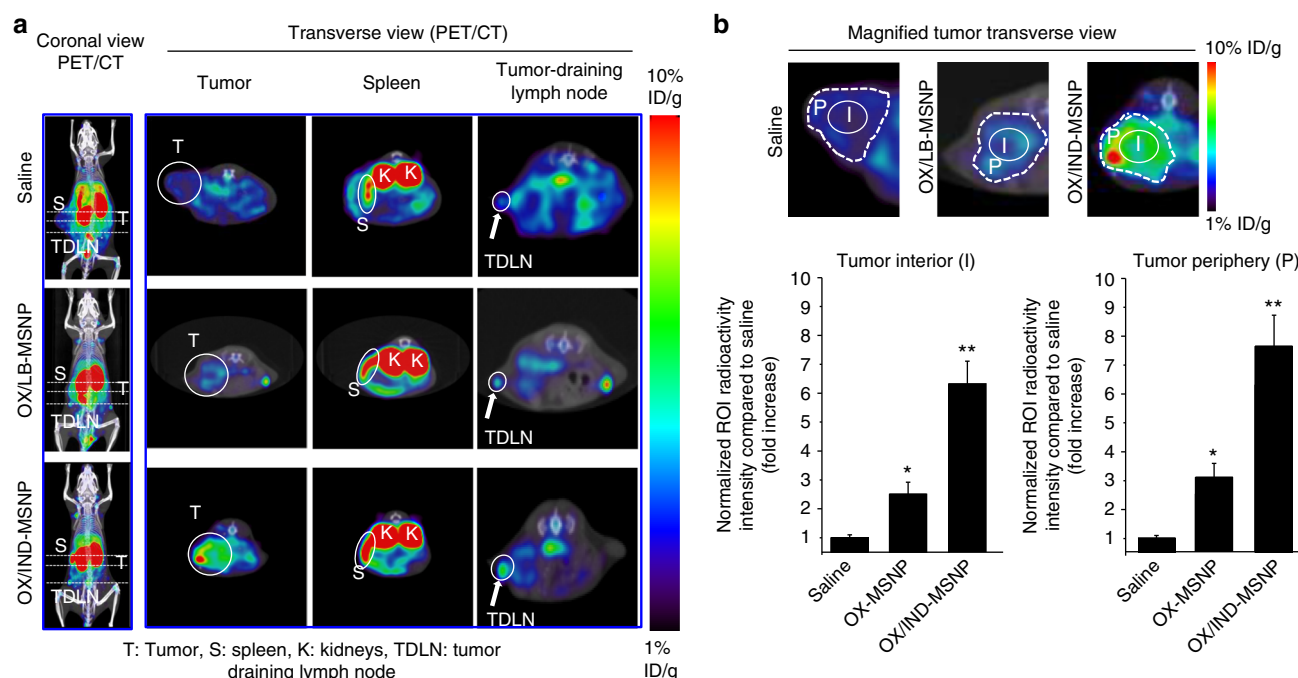 a
Coronal view
PET/CT
Transverse view (PET/CT)
Tumor
Spleen
Tumor-draining
lymph node
10%
ID/g
Saline
S
T
TDLN
T
K K
S
TDLN
OX/LB-MSNP
S
T
TDLN
T
K K
S
TDLN
OX/IND-MSNP
S
T
TDLN
T
K K
S
TDLN
1%
ID/g
T: Tumor, S: spleen, K: kidneys, TDLN: tumor
draining lymph node
b
Magnified tumor transverse view
Saline
P
I
OX/LB-MSNP
I
P
OX/IND-MSNP
P
I
10% ID/g
1% ID/g
Tumor interior (I)
Normalized ROI radioactivity
intensity compared to saline
(fold increase)
10
9
8
7
6
5
4
3
2
1
*
**
Saline
OX-MSNP
OX/IND-MSNP
Tumor periphery (P)
Normalized ROI radioactivity
intensity compared to saline
(fold increase)
10
9
8
7
6
5
4
3
2
1
*
**
Saline
OX-MSNP
OX/IND-MSNP